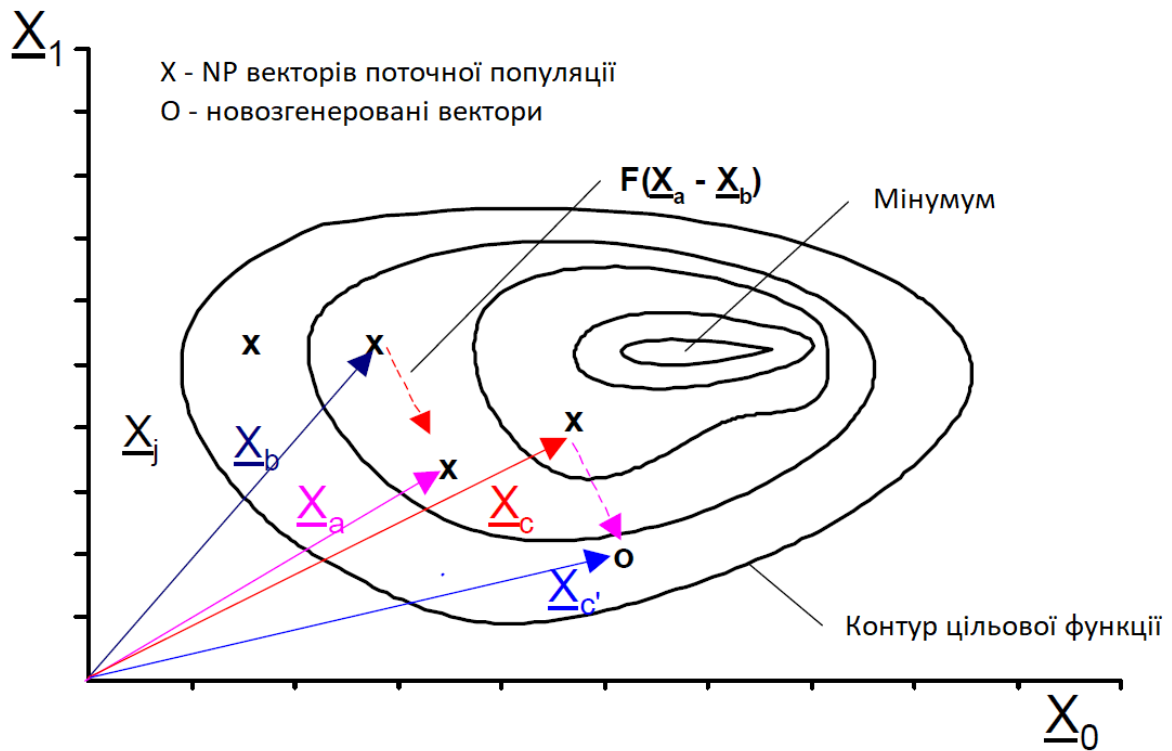 X1
X - NP векторів поточної популяції
O - новозгенеровані вектори
F(Xa - Xb)
Мінумум
x
x
x
x
Xj
Xb
Xa
Xc
o
Xc'
Контур цільової функції
X0